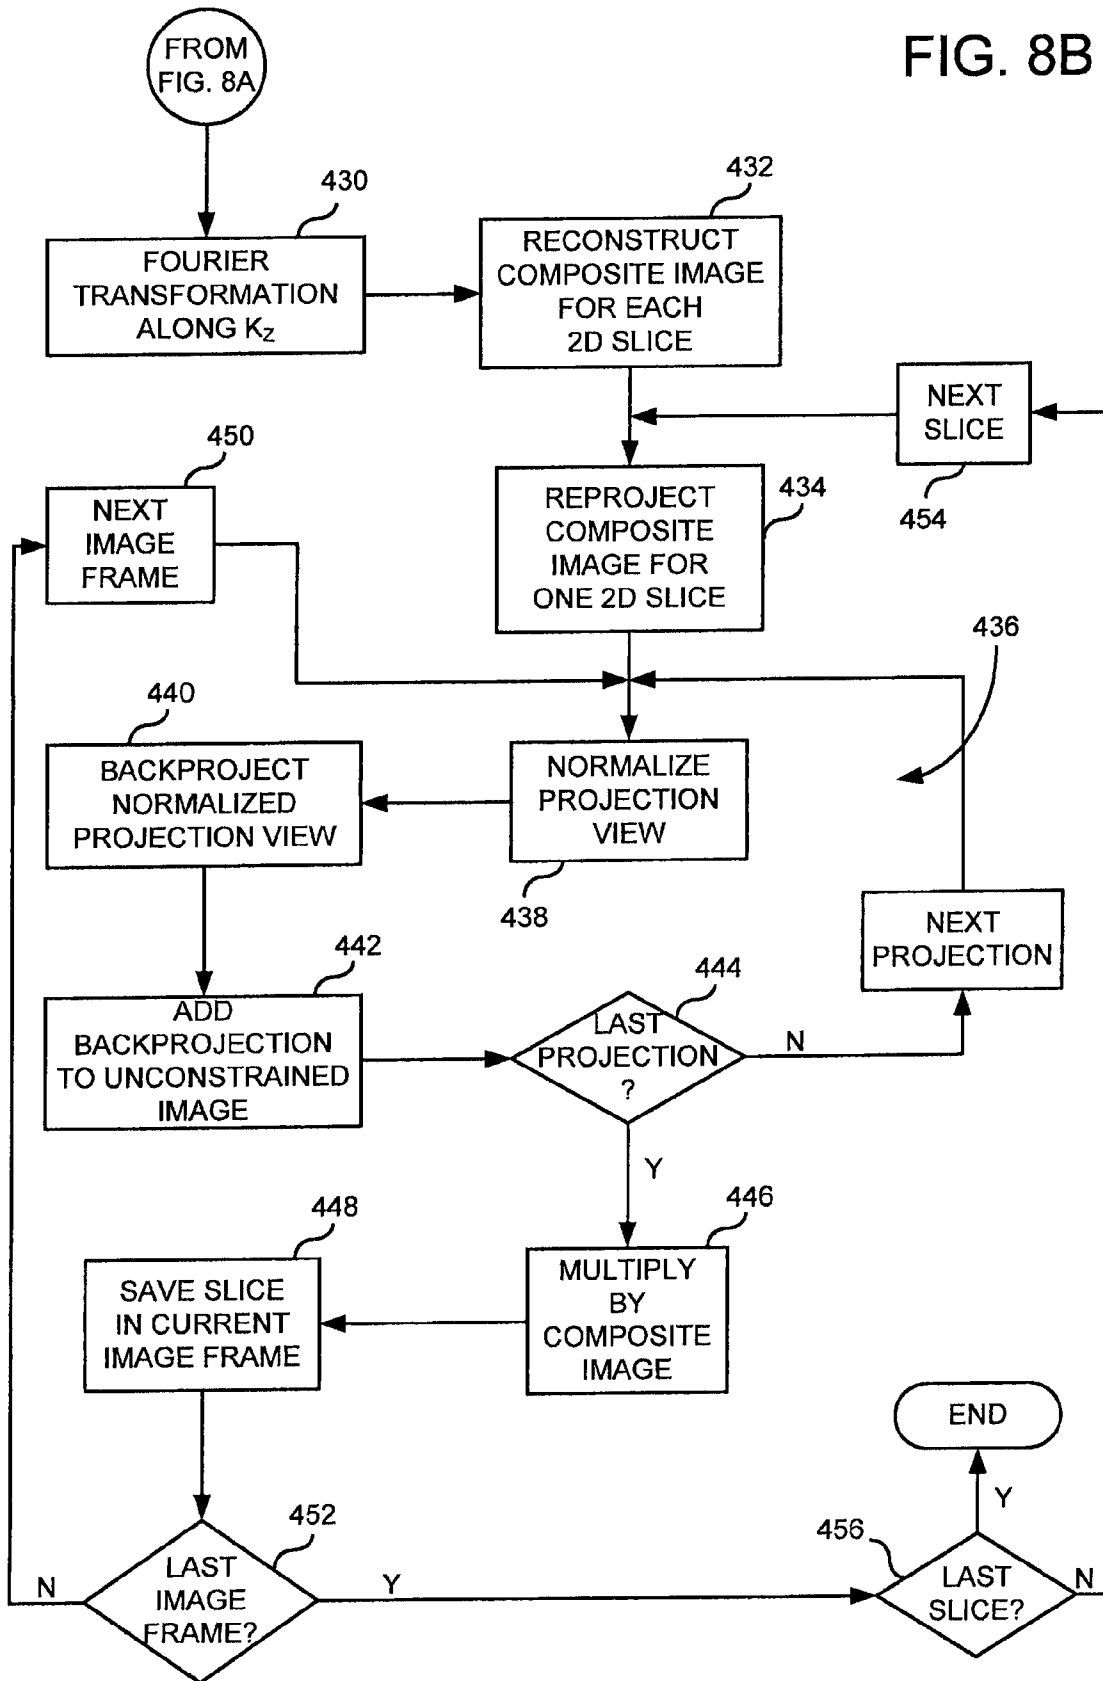 FROM
FIG. 8A
FIG. 8B
430
FOURIER
TRANSFORMATION
ALONG KZ
432
RECONSTRUCT
COMPOSITE IMAGE
FOR EACH
2D SLICE
NEXT
SLICE
454
450
NEXT
IMAGE
FRAME
434
REPROJECT
COMPOSITE
IMAGE FOR
ONE 2D SLICE
436
440
BACKPROJECT
NORMALIZED
PROJECTION VIEW
NORMALIZE
PROJECTION
VIEW
438
NEXT
PROJECTION
442
ADD
BACKPROJECTION
TO UNCONSTRAINED
IMAGE
444
LAST
PROJECTION
?
N
Y
448
SAVE SLICE
IN CURRENT
IMAGE FRAME
446
MULTIPLY
BY
COMPOSITE
IMAGE
END
Y
452
LAST
IMAGE
FRAME?
N
Y
456
LAST
SLICE?
N